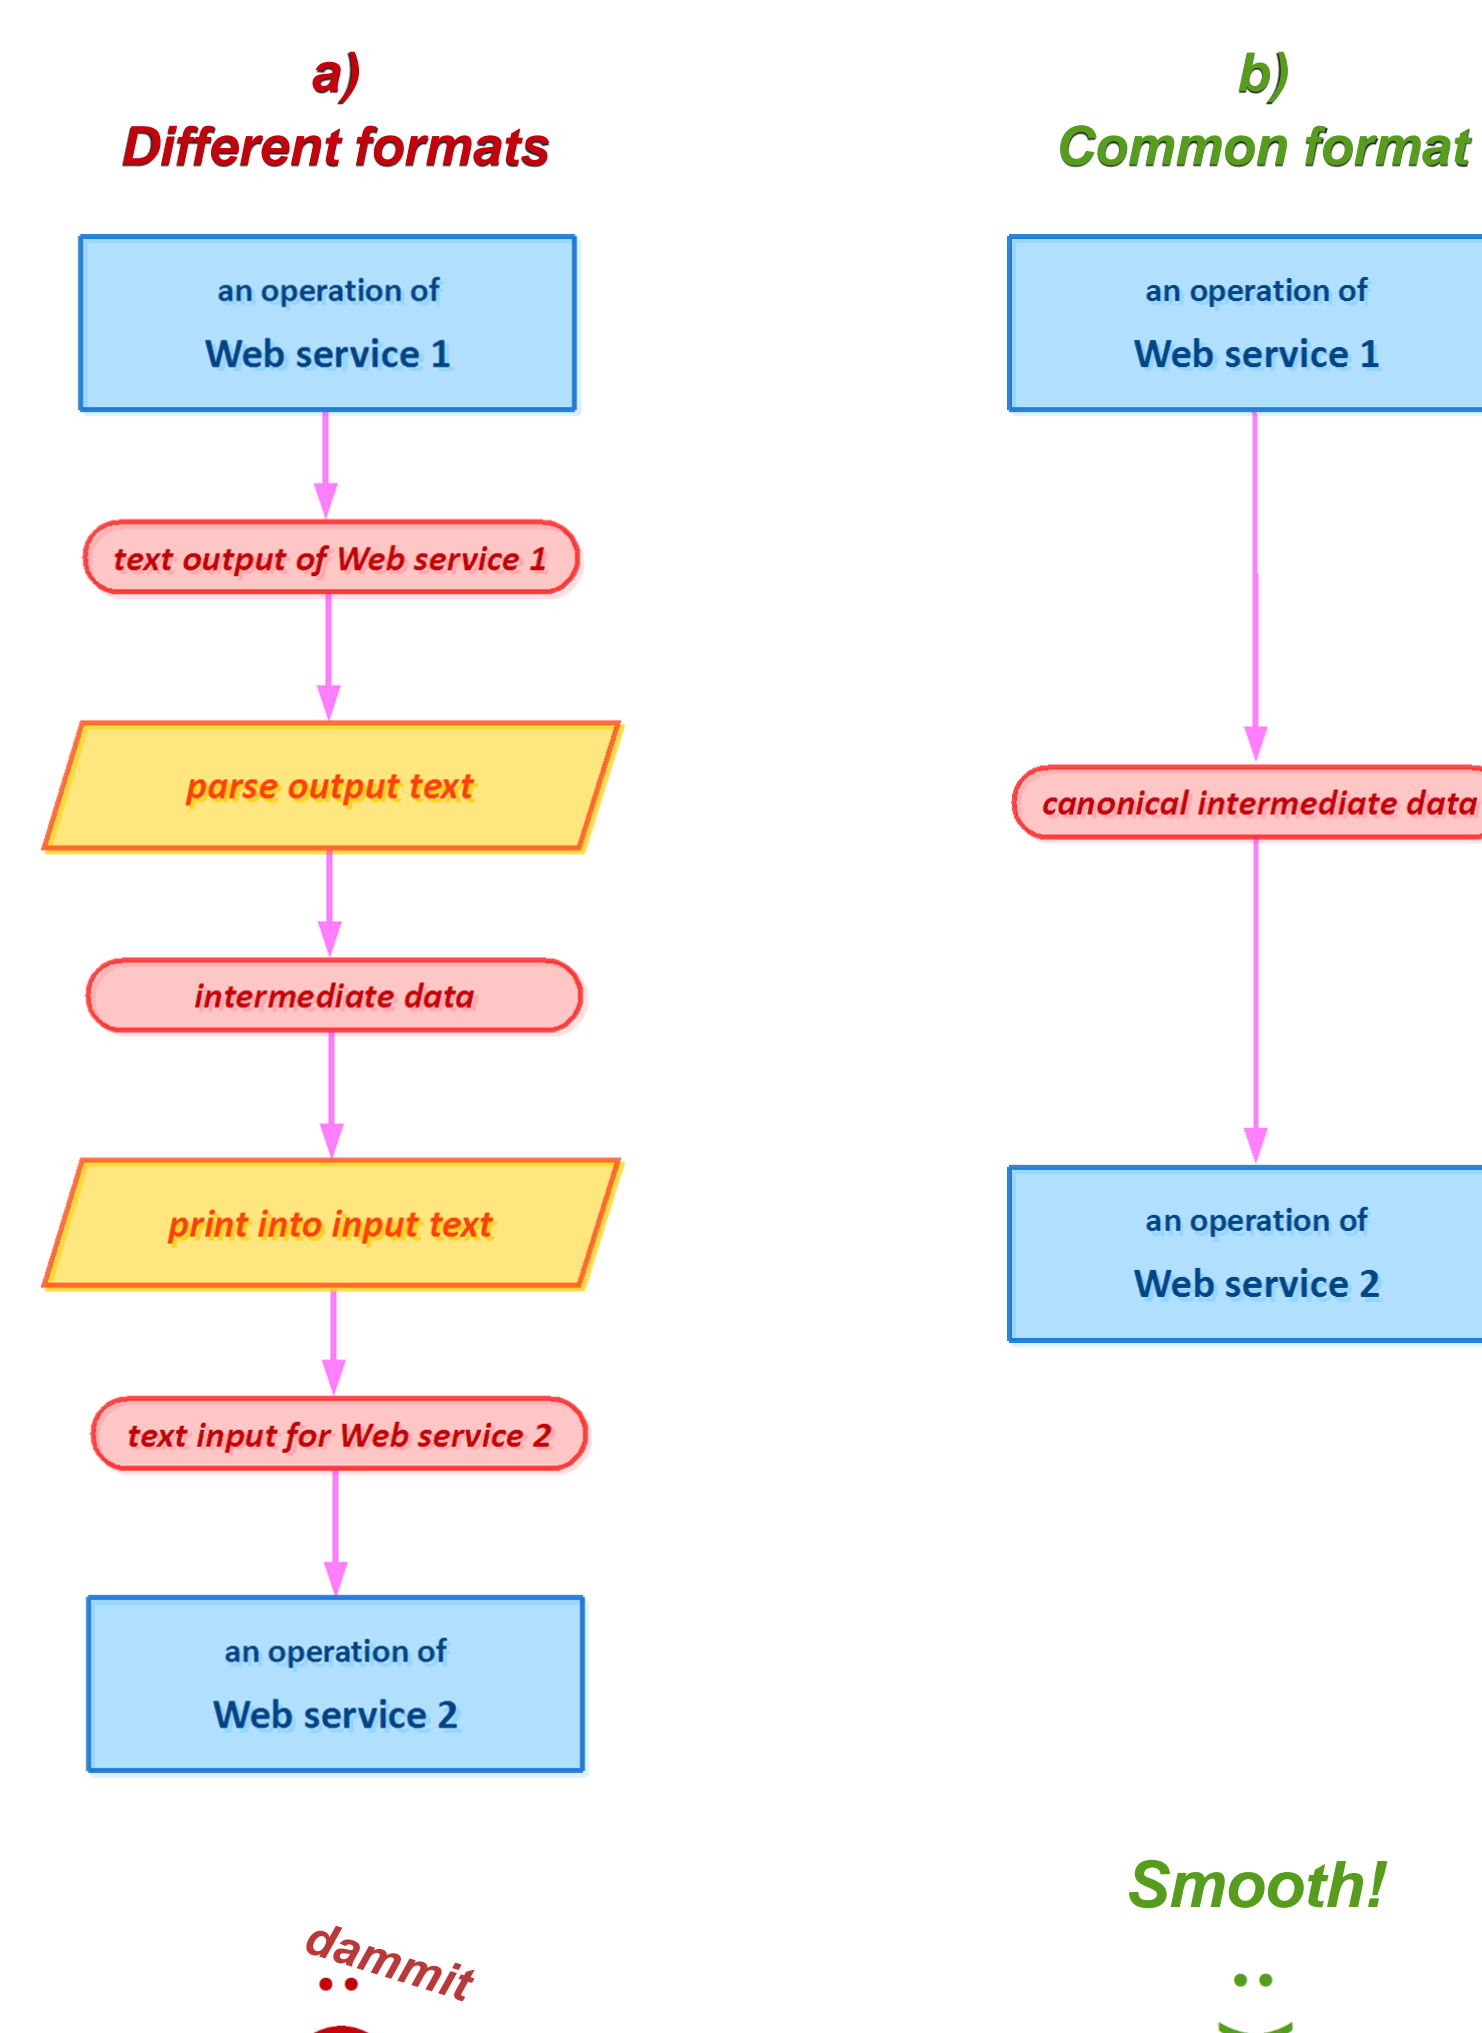 a)
Different formats
an operation of
Web service 1
text output of Web service 1
parse output text
intermediate data
print into input text
text input for Web service 2
an operation of
Web service 2
dammit
b)
Common format
an operation of
Web service 1
canonical intermediate data
an operation of
Web service 2
Smooth!